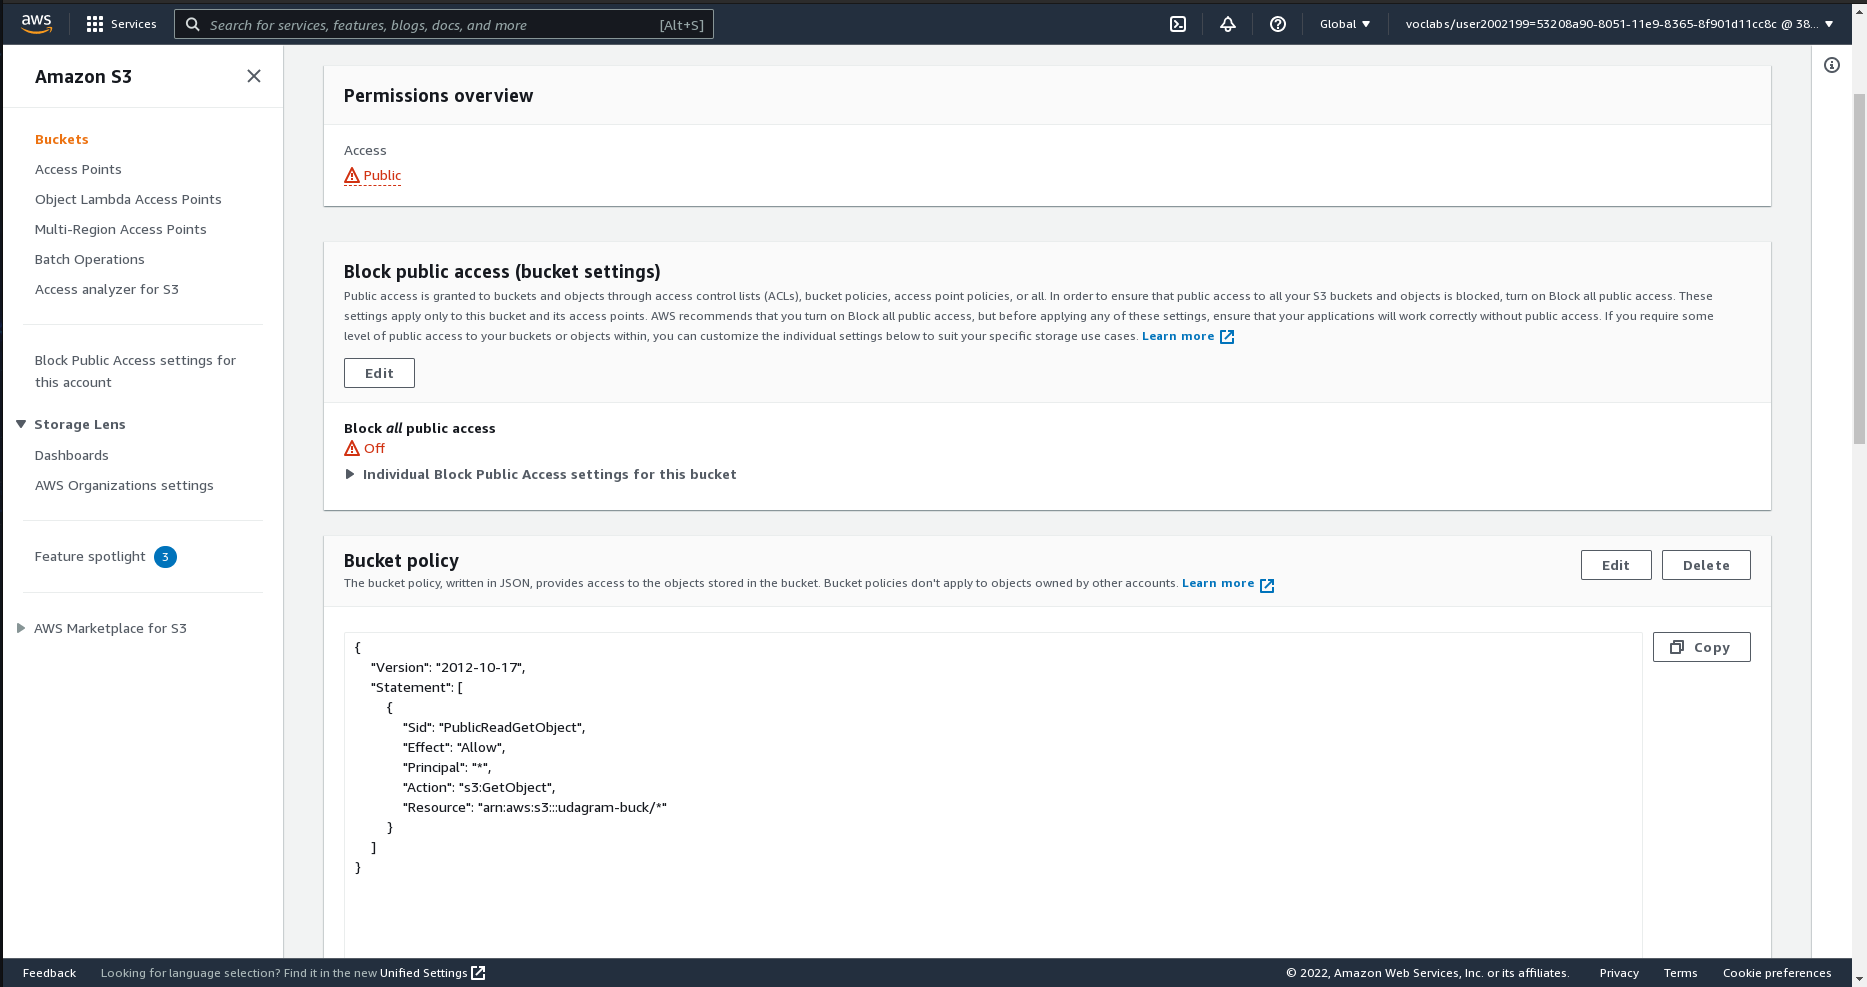 aws
Services
Search for services, features, blogs, docs, and more
[Alt+S]
Global
voclabs/user2002199=53208a90-8051-11e9-8365-8f901d11cc8c @ 38...
Amazon S3
Buckets
Access Points
Object Lambda Access Points
Multi-Region Access Points
Batch Operations
Access analyzer for S3
Block Public Access settings for
this account
Storage Lens
Dashboards
AWS Organizations settings
Feature spotlight 3
AWS Marketplace for S3
Permissions overview
Access
Public
Block public access (bucket settings)
Public access is granted to buckets and objects through access control lists (ACLs), bucket policies, access point policies, or all. In order to ensure that public access to all your S3 buckets and objects is blocked, turn on Block all public access. These
settings apply only to this bucket and its access points. AWS recommends that you turn on Block all public access, but before applying any of these settings, ensure that your applications will work correctly without public access. If you require some
level of public access to your buckets or objects within, you can customize the individual settings below to suit your specific storage use cases. Learn more
Edit
Block all public access
Off
Individual Block Public Access settings for this bucket
Bucket policy
The bucket policy, written in JSON, provides access to the objects stored in the bucket. Bucket policies don't apply to objects owned by other accounts. Learn more
Edit
Delete
Copy
{
"Version": "2012-10-17",
"Statement": [
{
"Sid": "PublicReadGetObject",
"Effect": "Allow",
"Principal": "*",
"Action": "s3:GetObject",
"Resource": "arn:aws:s3:::udagram-buck/*"
}
]
}
Feedback
Looking for language selection? Find it in the new Unified Settings
© 2022, Amazon Web Services, Inc. or its affiliates.
Privacy
Terms
Cookie preferences